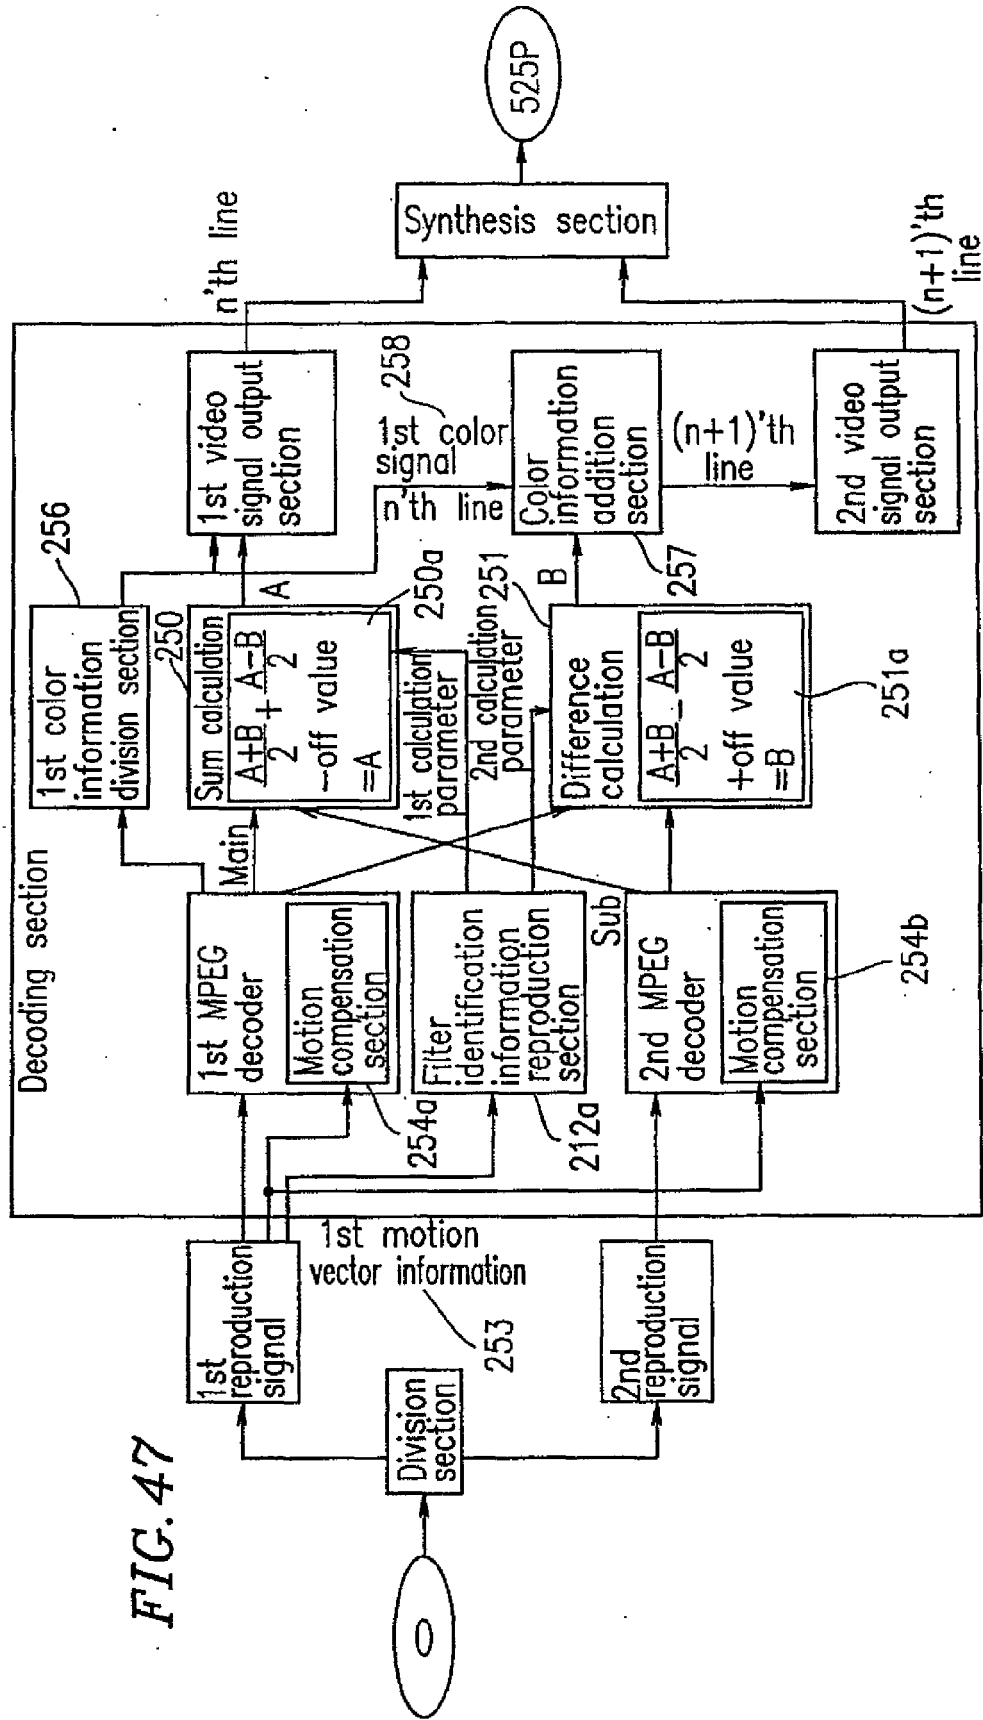 FIG. 47
Division
section
1st
reproduction
signal
1st motion
vector information
253
2nd
reproduction
signal
Decoding section
1st MPEG
decoder
Motion
compensation
section
254a
Filter
identification
information
reproduction
section
212a
2nd MPEG
decoder
Motion
compensation
section
254b
Main
Sub
1st color
information
division section
256
250
Sum calculation
A+B/2 + A−B/2
−off value
=A
250a
1st calculation
parameter
2nd calculation
parameter
251
Difference
calculation
A+B/2 − A−B/2
+off value
=B
251a
A
B
1st video
signal output
section
258
1st color
signal
n'th line
Color
information
addition
section
257
(n+1)'th
line
2nd video
signal output
section
n'th line
(n+1)'th
line
Synthesis section
525P